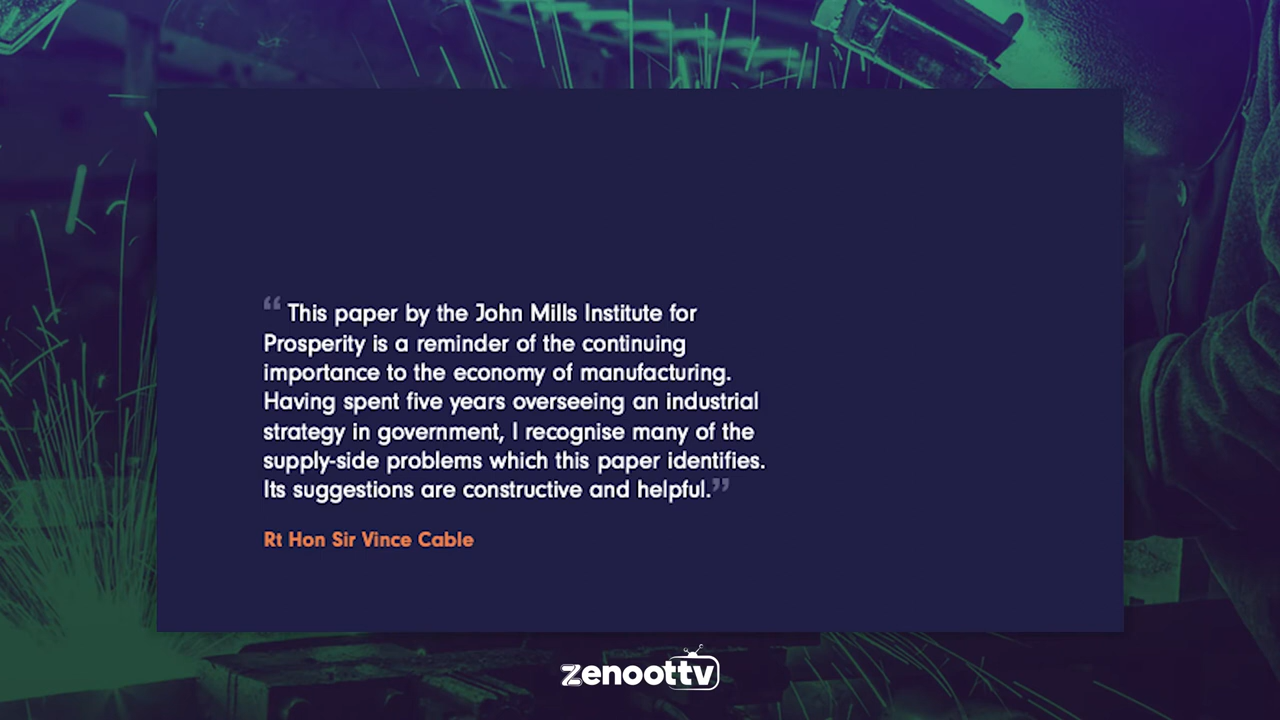 “ This paper by the John Mills Institute for
Prosperity is a reminder of the continuing
importance to the economy of manufacturing.
Having spent five years overseeing an industrial
strategy in government, I recognise many of the
supply-side problems which this paper identifies.
Its suggestions are constructive and helpful.”
Rt Hon Sir Vince Cable
zenoottv